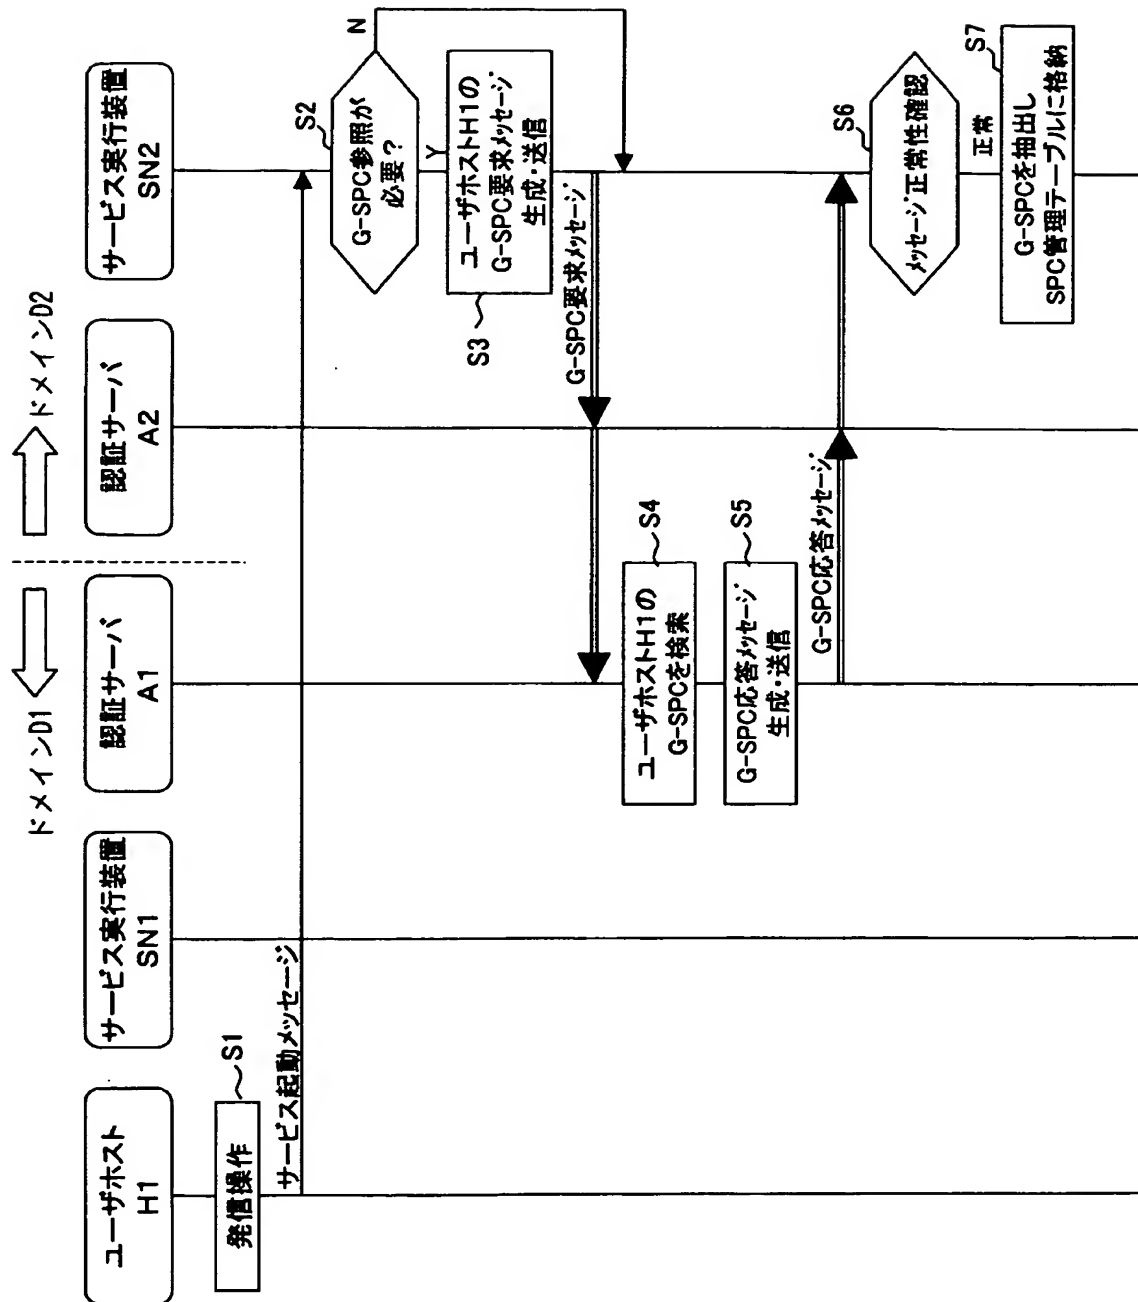 ドメインD1
ドメインD2
ユーザホスト
H1
サービス実行装置
SN1
認証サーバ
A1
認証サーバ
A2
サービス実行装置
SN2
発信操作
S1
サービス起動メッセージ
S2
G-SPC参照が
必要?
N
Y
S3
ユーザホストH1の
G-SPC要求メッセージ
生成・送信
G-SPC要求メッセージ
ユーザホストH1の
G-SPCを検索
S4
G-SPC応答メッセージ
生成・送信
S5
G-SPC応答メッセージ
S6
メッセージ正常性確認
正常
S7
G-SPCを抽出し
SPC管理テーブルに格納